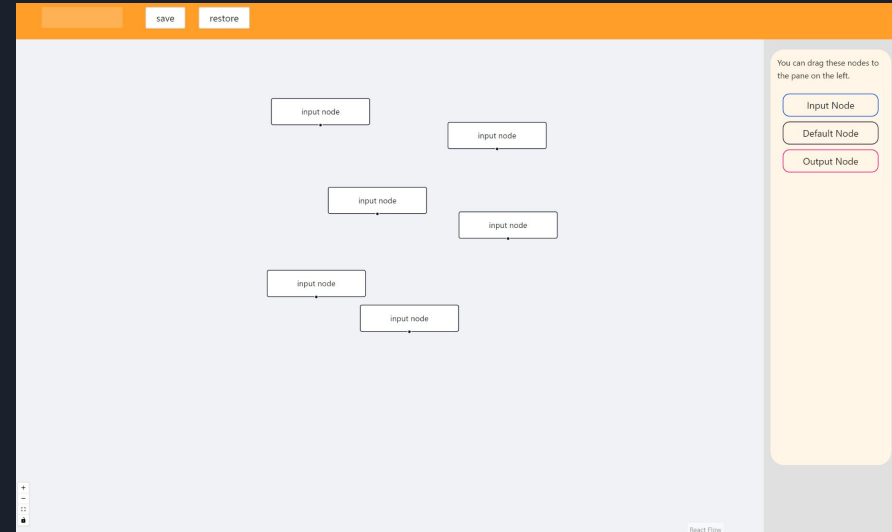 save
restore
You can drag these nodes to
the pane on the left.
Input Node
Default Node
Output Node
input node
input node
input node
input node
input node
input node
React Flow